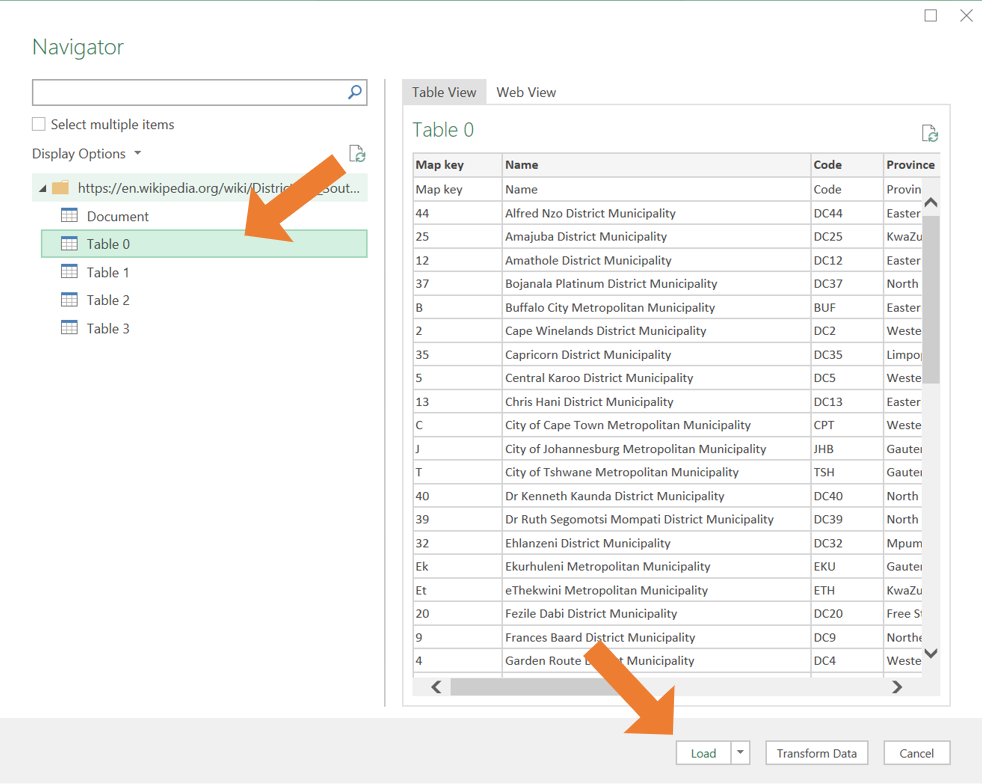 Navigator
Select multiple items
Display Options
https://en.wikipedia.org/wiki/Distric
Document
Table 0
Table 1
Table 2
Table 3
Table View Web View
Table 0
Map key Name Code Province
Map key Name Code Provin
44 Alfred Nzo District Municipality DC44 Easter
25 Amajuba District Municipality DC25 KwaZu
12 Amathole District Municipality DC12 Easter
37 Bojanala Platinum District Municipality DC37 North
B Buffalo City Metropolitan Municipality BUF Easter
2 Cape Winelands District Municipality DC2 Weste
35 Capricorn District Municipality DC35 Limpo
5 Central Karoo District Municipality DC5 Weste
13 Chris Hani District Municipality DC13 Easter
C City of Cape Town Metropolitan Municipality CPT Weste
J City of Johannesburg Metropolitan Municipality JHB Gauten
T City of Tshwane Metropolitan Municipality TSH Gauten
40 Dr Kenneth Kaunda District Municipality DC40 North
39 Dr Ruth Segomotsi Mompati District Municipality DC39 North
32 Ehlanzeni District Municipality DC32 Mpum
Ek Ekurhuleni Metropolitan Municipality EKU Gauten
Et eThekwini Metropolitan Municipality ETH KwaZu
20 Fezile Dabi District Municipality DC20 Free S
9 Frances Baard District Municipality DC9 Northe
4 Garden Route Municipality DC4 Weste
Load Transform Data Cancel